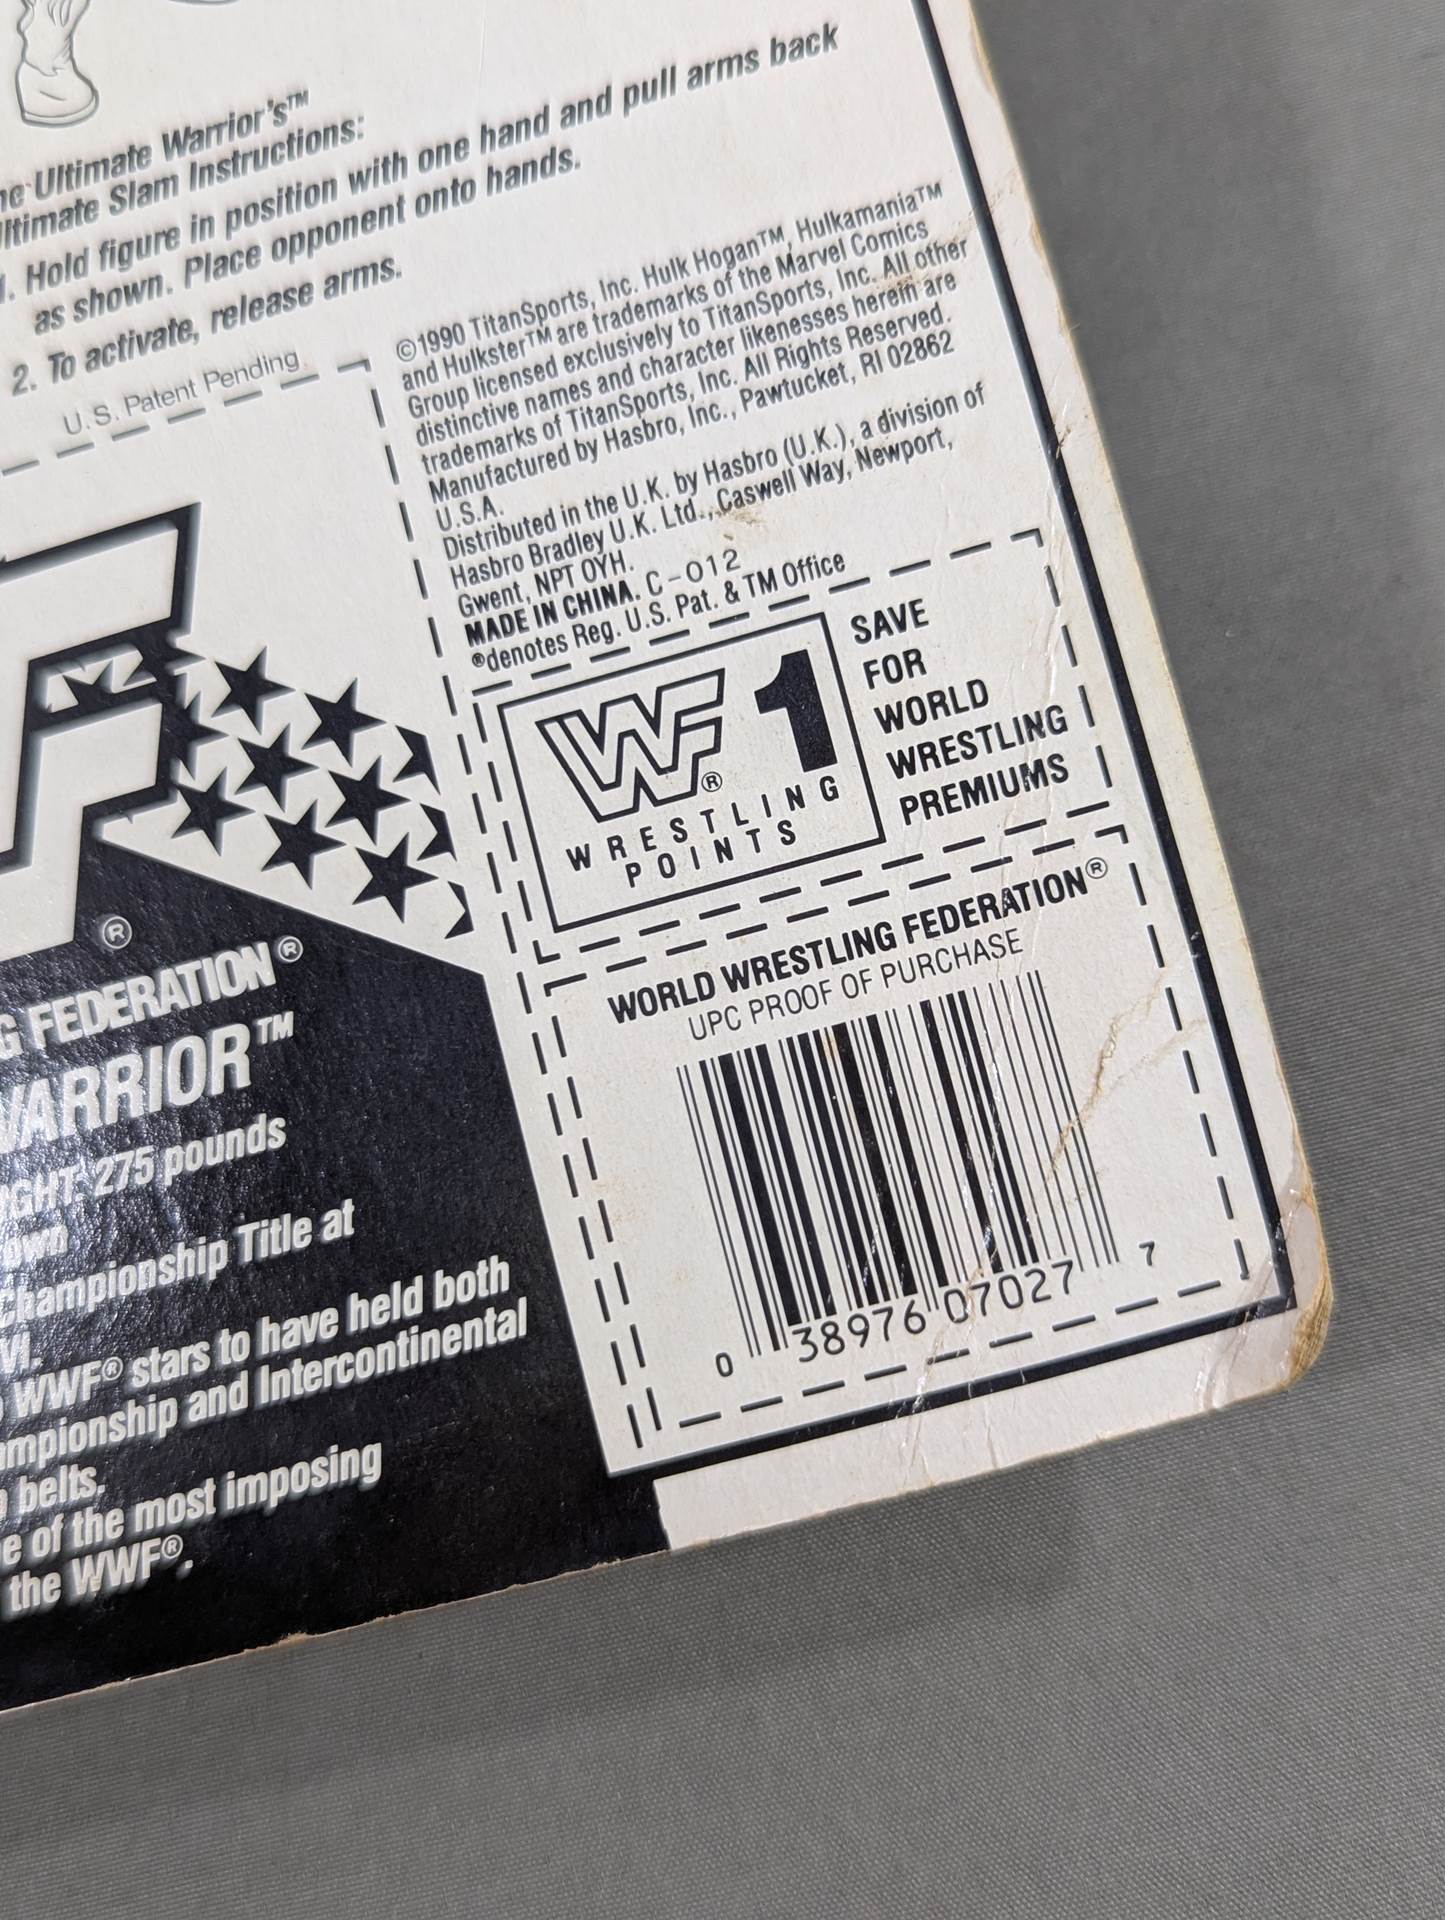 Ultimate Warrior's™
Slam Instructions:
1. Hold figure in position with one hand and pull arms back
as shown. Place opponent onto hands.
2. To activate, release arms.
U.S. Patent Pending
©1990 TitanSports, Inc. Hulk Hogan™, Hulkamania™
and Hulkster™ are trademarks of the Marvel Comics
Group licensed exclusively to TitanSports, Inc. All other
distinctive names and character likenesses herein are
trademarks of TitanSports, Inc. All Rights Reserved.
Manufactured by Hasbro, Inc., Pawtucket, RI 02862
U.S.A.
Distributed in the U.K. by Hasbro (U.K.), a division of
Hasbro Bradley U.K. Ltd., Caswell Way, Newport,
Gwent, NPT OYH.
MADE IN CHINA. C-012
®denotes Reg. U.S. Pat. & TM Office
WF® 1
WRESTLING
POINTS
SAVE
FOR
WORLD
WRESTLING
PREMIUMS
WORLD WRESTLING FEDERATION®
UPC PROOF OF PURCHASE
0 38976 07027 7
F
®
FEDERATION®
WARRIOR™
275 pounds
Championship Title at
WWF® stars to have held both
and Intercontinental
belts.
of the most imposing
the WWF®.